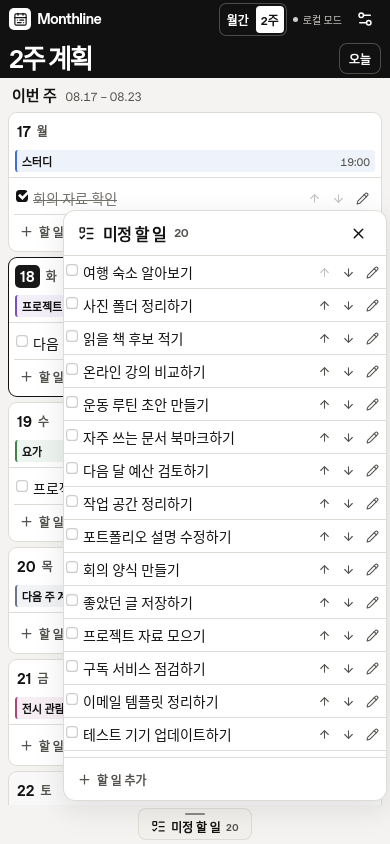 Monthline
월간
2주
로컬 모드
2주 계획
오늘
이번 주 08.17 – 08.23
17 월
스터디 19:00
회의 자료 확인
할 일
18 화
프로젝트
다음
할 일
19 수
요가
할 일
20 목
다음 주
할 일
21 금
전시 관람
할 일
22 토
미정 할 일 20
여행 숙소 알아보기
사진 폴더 정리하기
읽을 책 후보 적기
온라인 강의 비교하기
운동 루틴 초안 만들기
자주 쓰는 문서 북마크하기
다음 달 예산 검토하기
작업 공간 정리하기
포트폴리오 설명 수정하기
회의 양식 만들기
좋았던 글 저장하기
프로젝트 자료 모으기
구독 서비스 점검하기
이메일 템플릿 정리하기
테스트 기기 업데이트하기
할 일 추가
미정 할 일 20